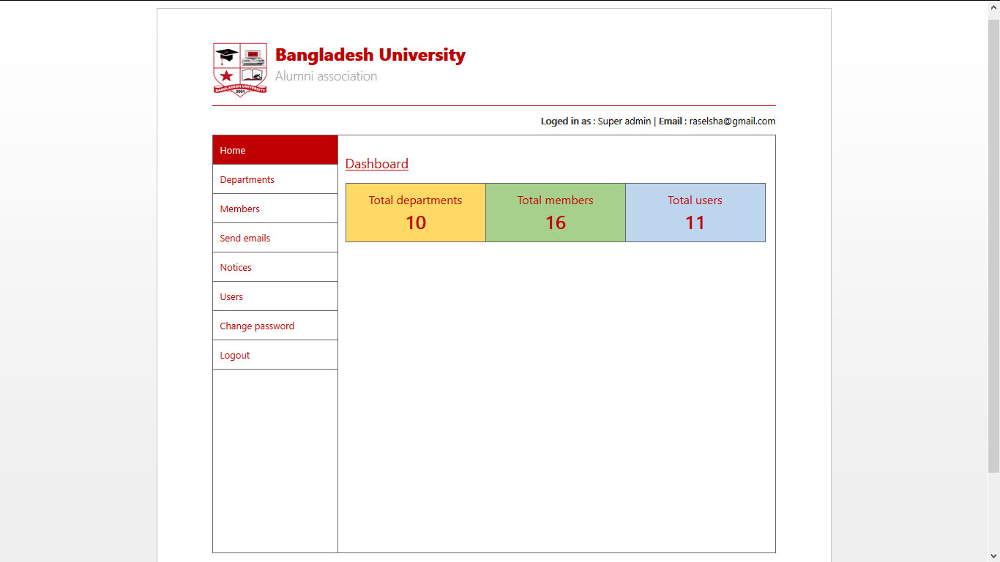 Bangladesh University
Alumni association
BANGLADESH UNIVERSITY
2001
Loged in as : Super admin | Email : raselsha@gmail.com
Home
Departments
Members
Send emails
Notices
Users
Change password
Logout
Dashboard
Total departments
10
Total members
16
Total users
11